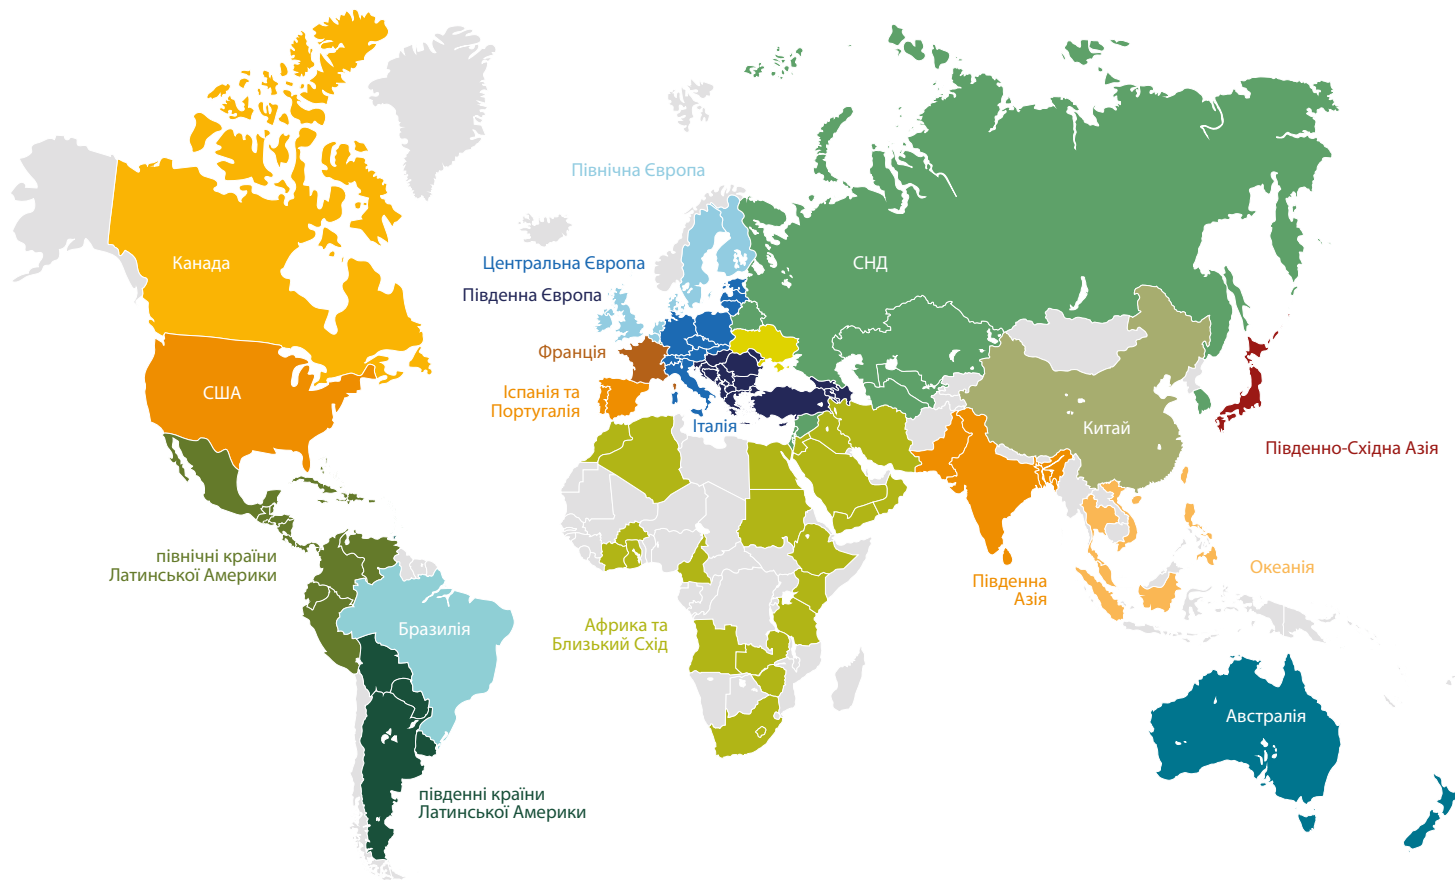 Північна Європа
Канада
Центральна Європа
СНД
Південна Європа
Франція
США
Іспанія та
Португалія
Італія
Китай
Південно-Східна Азія
північні країни
Латинської Америки
Океанія
Південна
Азія
Бразилія
Африка та
Близький Схід
Австралія
південні країни
Латинської Америки